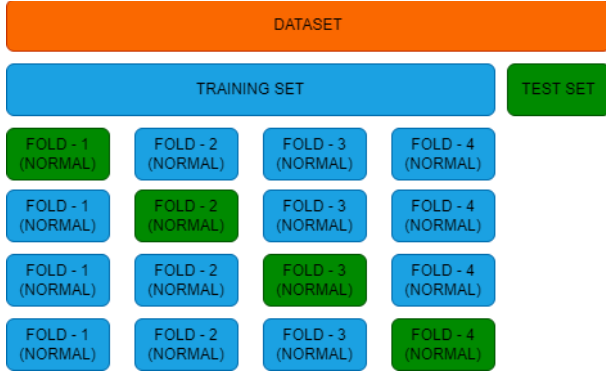 DATASET
TRAINING SET TEST SET
FOLD - 1 FOLD - 2 FOLD - 3 FOLD - 4
(NORMAL) (NORMAL) (NORMAL) (NORMAL)
FOLD - 1 FOLD - 2 FOLD - 3 FOLD - 4
(NORMAL) (NORMAL) (NORMAL) (NORMAL)
FOLD - 1 FOLD - 2 FOLD - 3 FOLD - 4
(NORMAL) (NORMAL) (NORMAL) (NORMAL)
FOLD - 1 FOLD - 2 FOLD - 3 FOLD - 4
(NORMAL) (NORMAL) (NORMAL) (NORMAL)